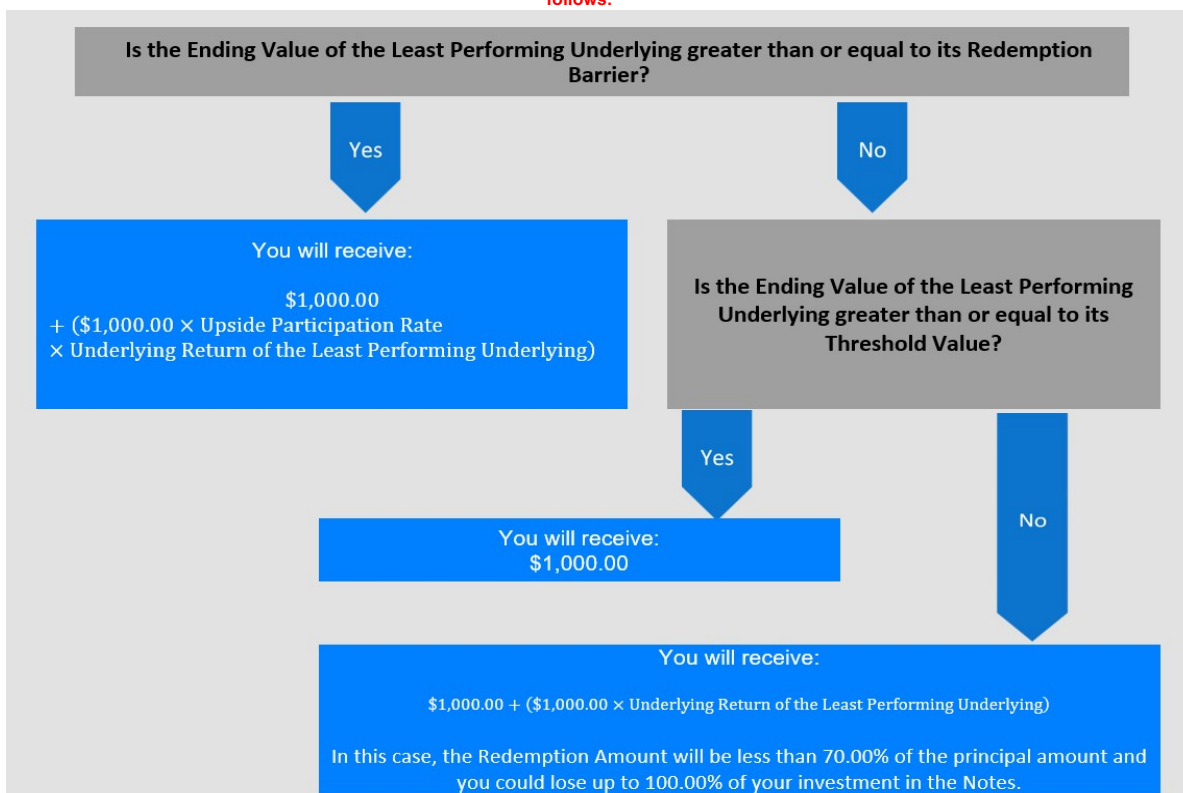 follows:
Is the Ending Value of the Least Performing Underlying greater than or equal to its Redemption
Barrier?
Yes
No
You will receive:
$1,000.00
+ ($1,000.00 × Upside Participation Rate
× Underlying Return of the Least Performing Underlying)
Is the Ending Value of the Least Performing
Underlying greater than or equal to its
Threshold Value?
Yes
No
You will receive:
$1,000.00
You will receive:
$1,000.00 + ($1,000.00 × Underlying Return of the Least Performing Underlying)
In this case, the Redemption Amount will be less than 70.00% of the principal amount and
you could lose up to 100.00% of your investment in the Notes.